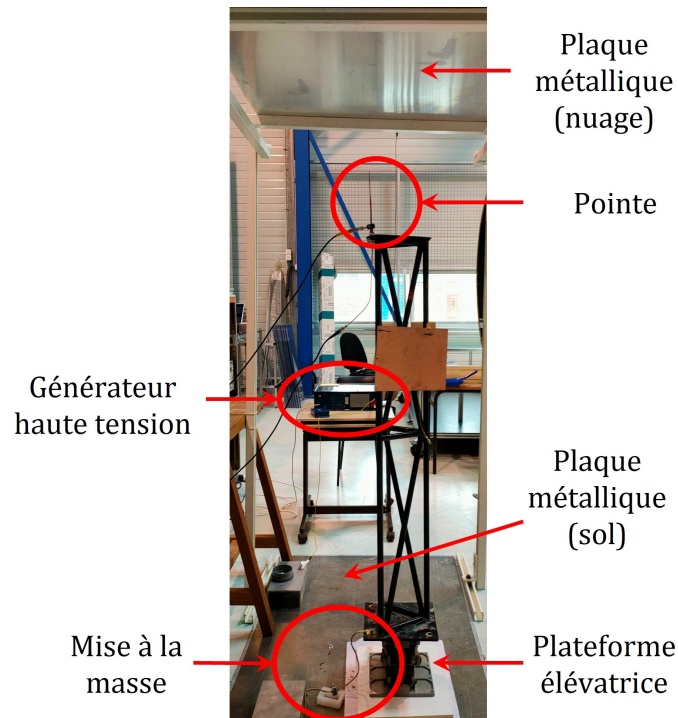 Plaque
métallique
(nuage)
Pointe
Générateur
haute tension
Plaque
métallique
(sol)
Mise à la
masse
Plateforme
élévatrice